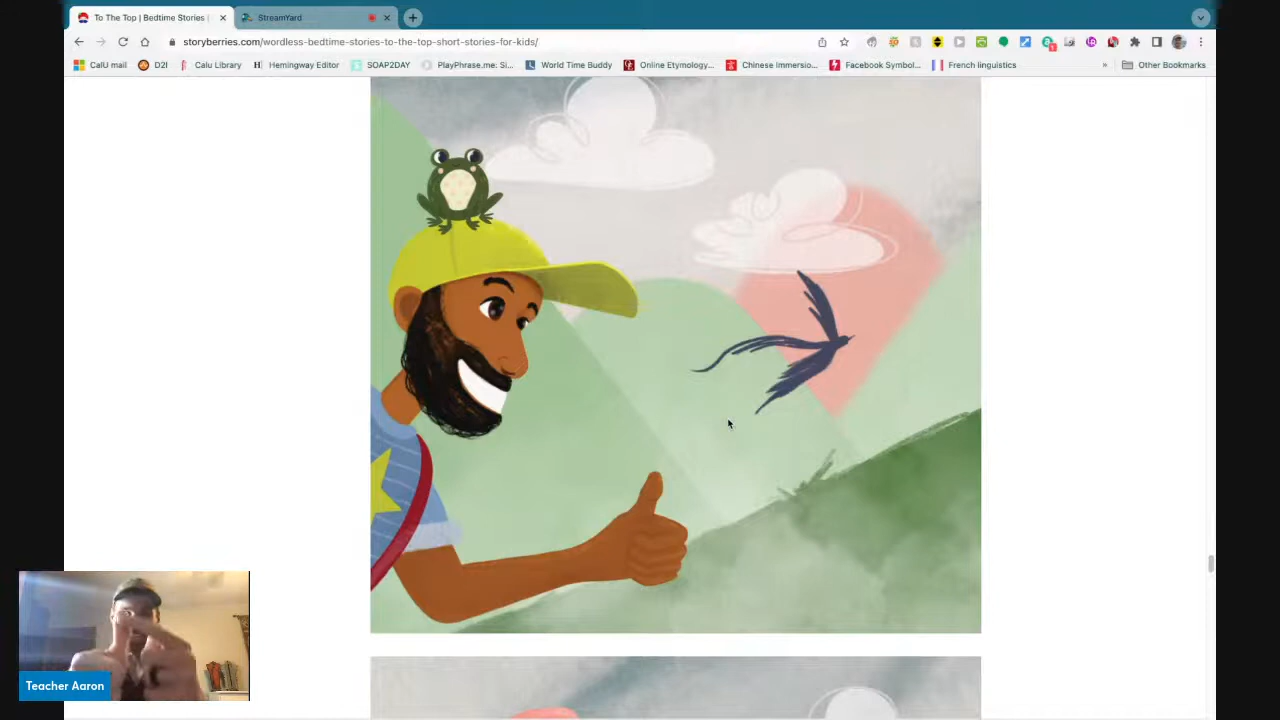 To The Top | Bedtime Stories |
StreamYard
storyberries.com/wordless-bedtime-stories-to-the-top-short-stories-for-kids/
CalU mail
D2l
Calu Library
Hemingway Editor
SOAP2DAY
PlayPhrase.me: Si...
World Time Buddy
Online Etymology...
Chinese Immersio...
Facebook Symbol...
French linguistics
»
Other Bookmarks
Teacher Aaron